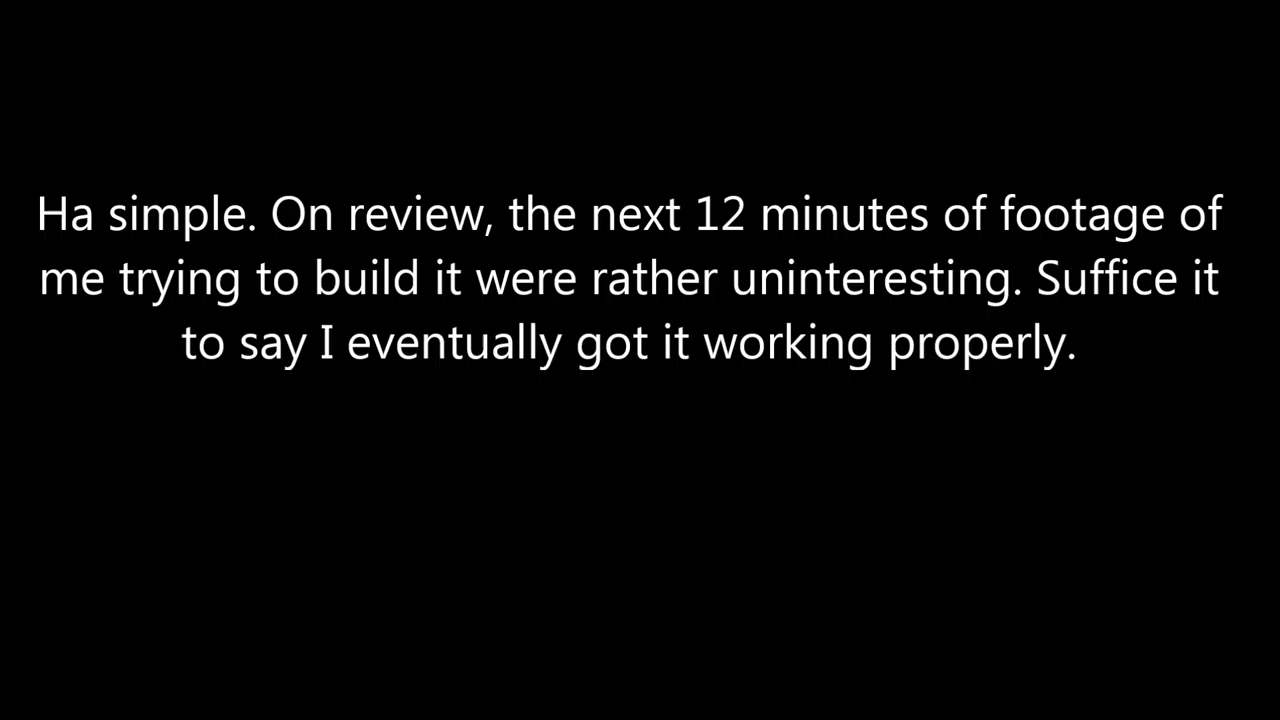 Ha simple. On review, the next 12 minutes of footage of
me trying to build it were rather uninteresting. Suffice it
to say I eventually got it working properly.